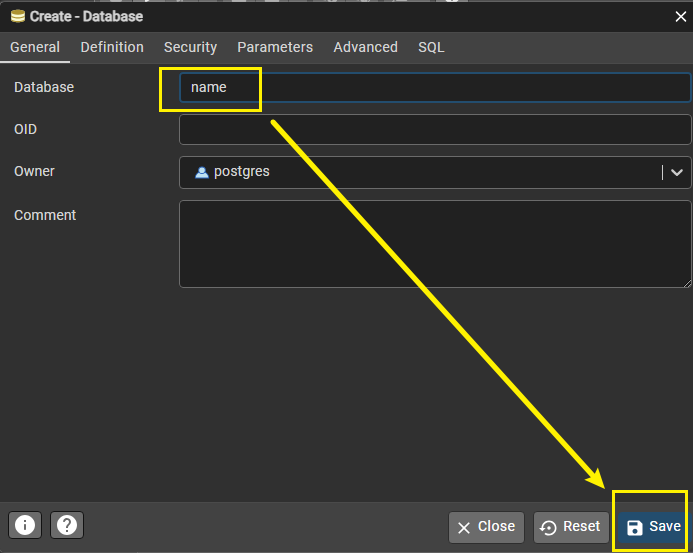 Create - Database
General Definition Security Parameters Advanced SQL
Database name
OID
Owner postgres
Comment
Close Reset Save